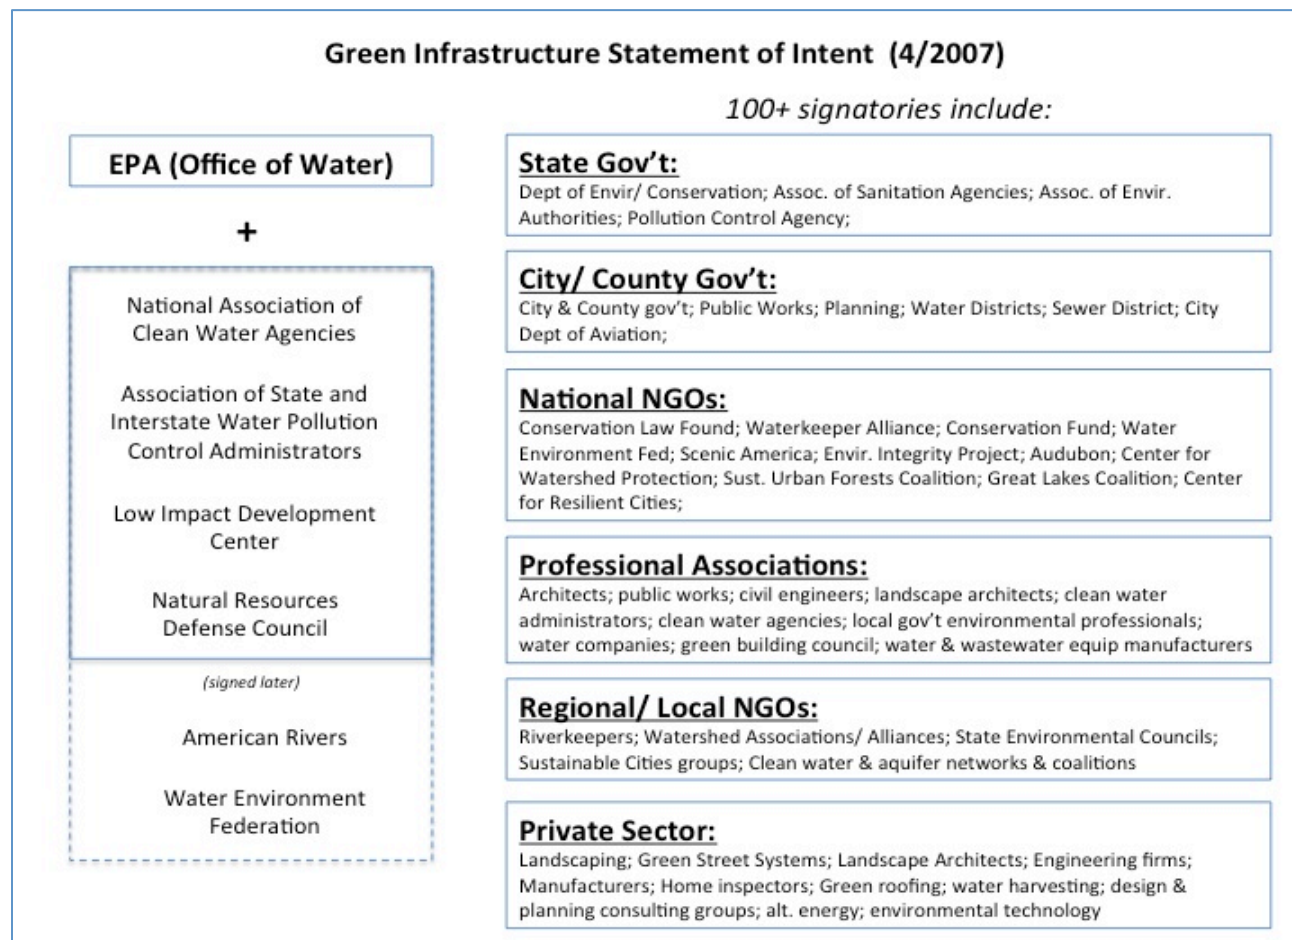 Green Infrastructure Statement of Intent (4/2007)
100+ signatories include:
EPA (Office of Water)
+
National Association of
Clean Water Agencies
Association of State and
Interstate Water Pollution
Control Administrators
Low Impact Development
Center
Natural Resources
Defense Council
(signed later)
American Rivers
Water Environment
Federation
State Gov't:
Dept of Envir/ Conservation; Assoc. of Sanitation Agencies; Assoc. of Envir.
Authorities; Pollution Control Agency;
City/ County Gov't:
City & County gov't; Public Works; Planning; Water Districts; Sewer District; City
Dept of Aviation;
National NGOs:
Conservation Law Found; Waterkeeper Alliance; Conservation Fund; Water
Environment Fed; Scenic America; Envir. Integrity Project; Audubon; Center for
Watershed Protection; Sust. Urban Forests Coalition; Great Lakes Coalition; Center
for Resilient Cities;
Professional Associations:
Architects; public works; civil engineers; landscape architects; clean water
administrators; clean water agencies; local gov't environmental professionals;
water companies; green building council; water & wastewater equip manufacturers
Regional/ Local NGOs:
Riverkeepers; Watershed Associations/ Alliances; State Environmental Councils;
Sustainable Cities groups; Clean water & aquifer networks & coalitions
Private Sector:
Landscaping; Green Street Systems; Landscape Architects; Engineering firms;
Manufacturers; Home inspectors; Green roofing; water harvesting; design &
planning consulting groups; alt. energy; environmental technology